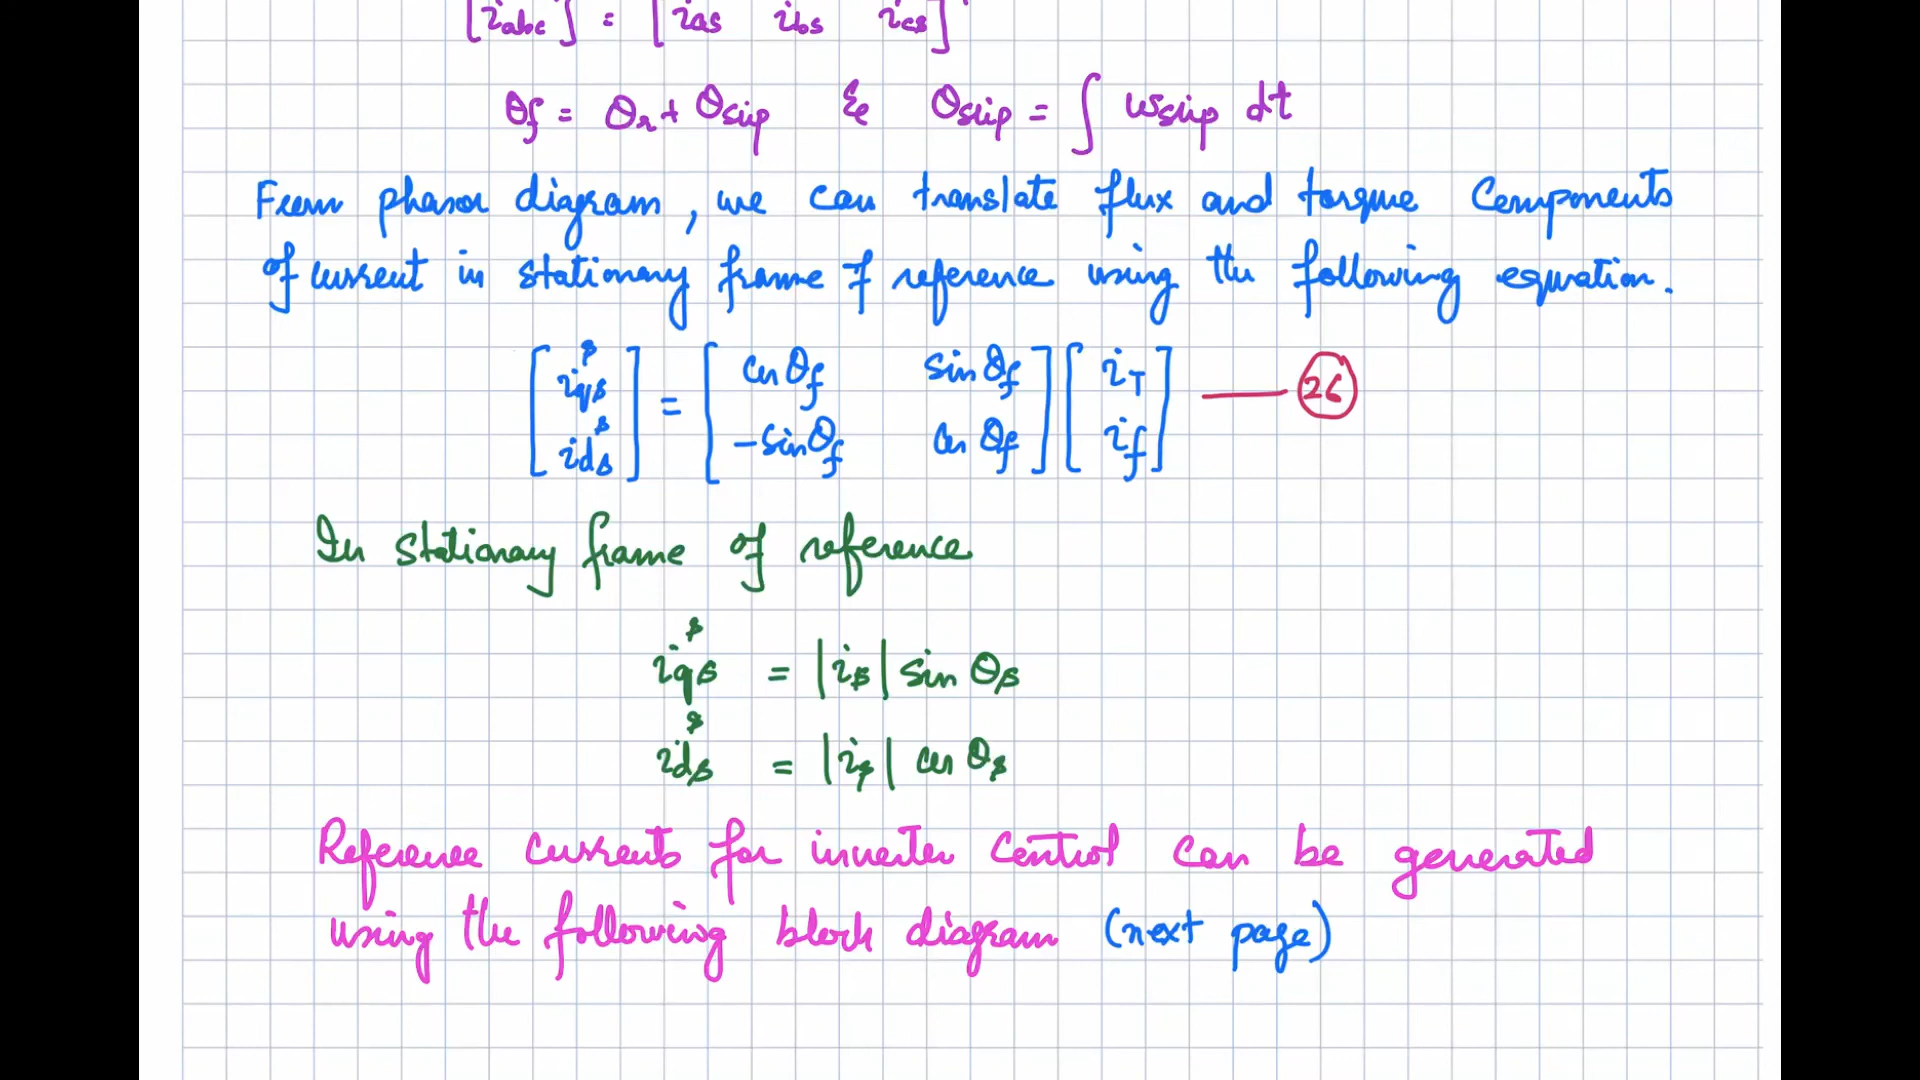 [iabc] = [ias ibs ics]
θf = θr + θslip & θslip = ∫ ωslip dt
From phasor diagram, we can translate flux and torque Components
of current in stationary frame of reference using the following equation.
[iqs^s ids^s] = [cos θf sin θf -sin θf cos θf] [iT if] — 26
In stationary frame of reference
iqs^s = |is| sin θs
ids^s = |is| cos θs
Reference currents for inverter Control can be generated
using the following block diagram (next page)